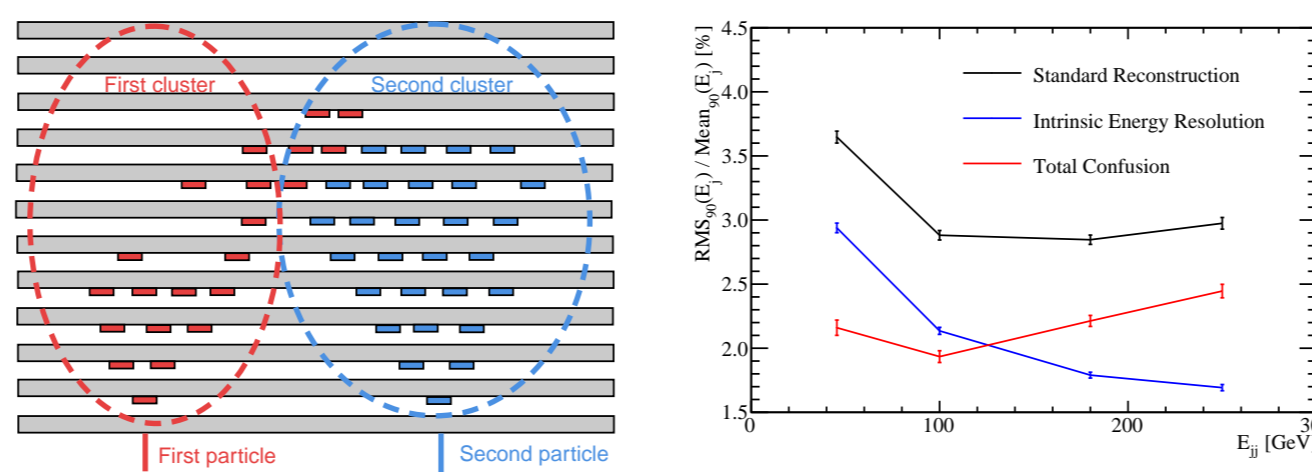 First cluster
Second cluster
First particle
Second particle
RMS90(Ej) / Mean90(Ej) [%]
4.5
4.0
3.5
3.0
2.5
2.0
1.5
Standard Reconstruction
Intrinsic Energy Resolution
Total Confusion
0
100
200
Ejj [GeV]